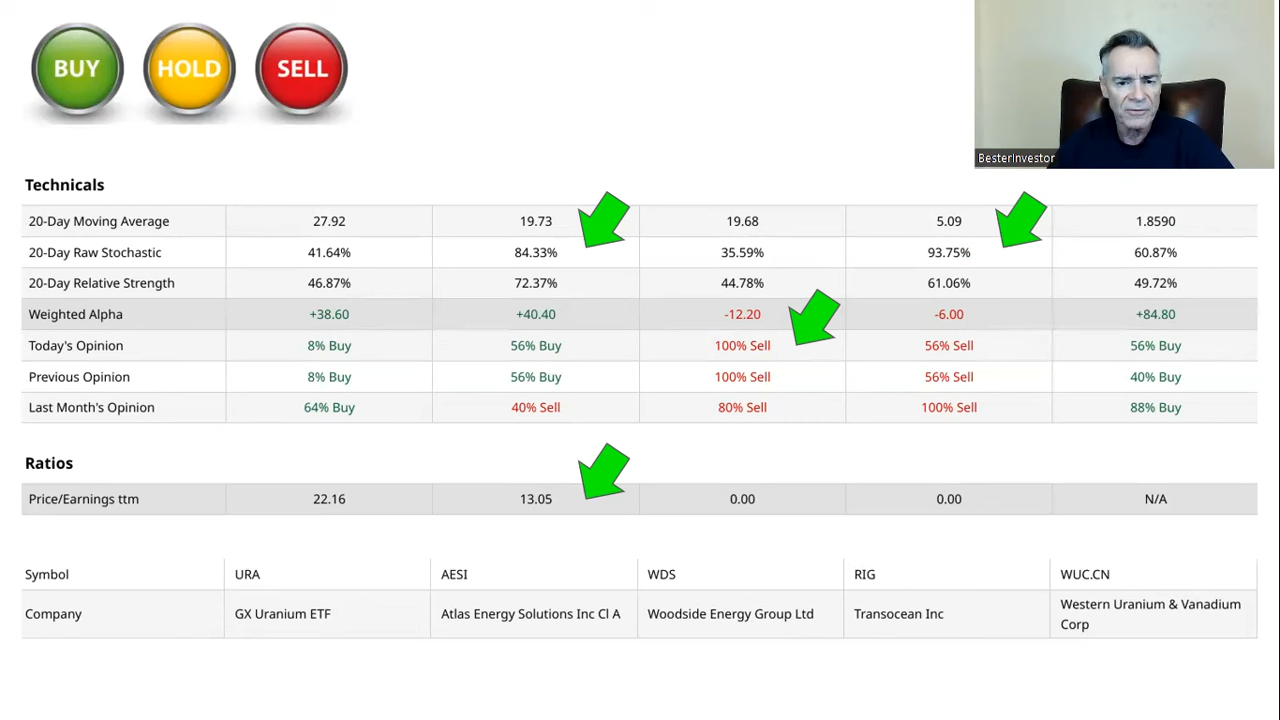 BUY HOLD SELL
BesterInvestor
Technicals
20-Day Moving Average 27.92 19.73 19.68 5.09 1.8590
20-Day Raw Stochastic 41.64% 84.33% 35.59% 93.75% 60.87%
20-Day Relative Strength 46.87% 72.37% 44.78% 61.06% 49.72%
Weighted Alpha +38.60 +40.40 -12.20 -6.00 +84.80
Today's Opinion 8% Buy 56% Buy 100% Sell 56% Sell 56% Buy
Previous Opinion 8% Buy 56% Buy 100% Sell 56% Sell 40% Buy
Last Month's Opinion 64% Buy 40% Sell 80% Sell 100% Sell 88% Buy
Ratios
Price/Earnings ttm 22.16 13.05 0.00 0.00 N/A
Symbol URA AESI WDS RIG WUC.CN
Company GX Uranium ETF Atlas Energy Solutions Inc Cl A Woodside Energy Group Ltd Transocean Inc Western Uranium & Vanadium
Corp